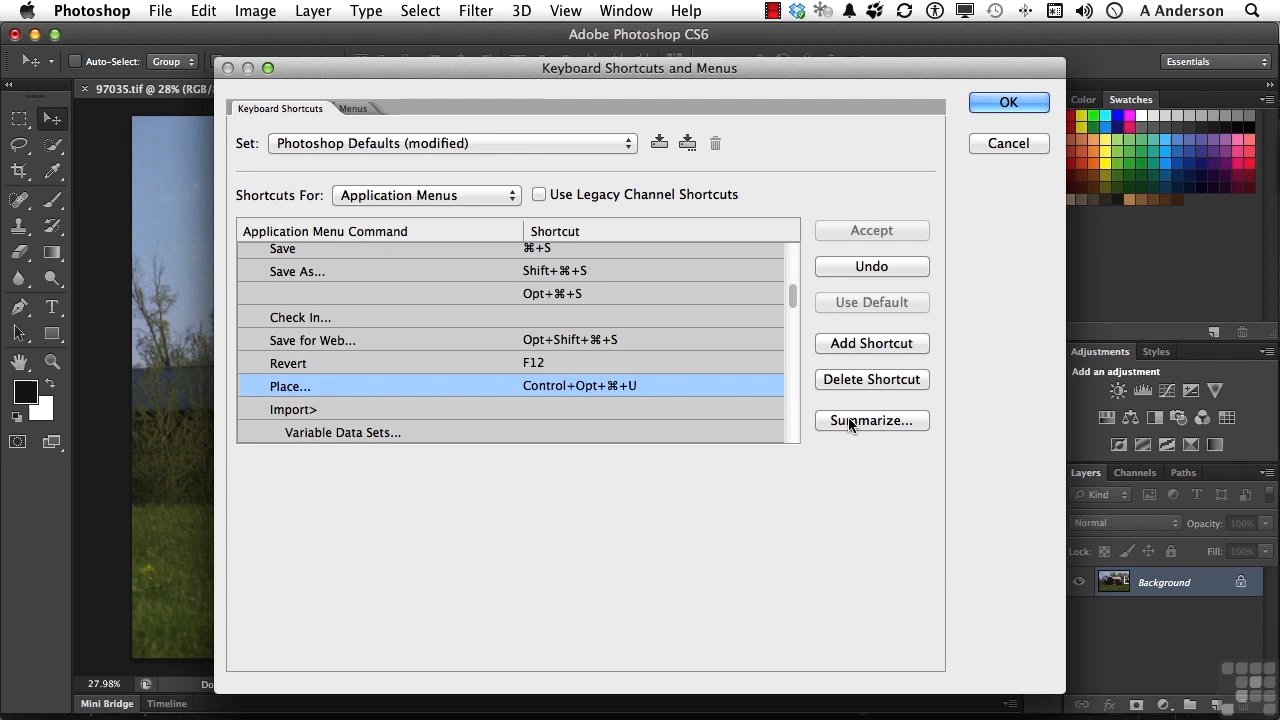 Photoshop File Edit Image Layer Type Select Filter 3D View Window Help A Anderson
Adobe Photoshop CS6
Auto-Select: Group Essentials
97035.tif @ 28% (RGB/
Keyboard Shortcuts and Menus
Keyboard Shortcuts Menus
OK
Cancel
Set: Photoshop Defaults (modified)
Shortcuts For: Application Menus Use Legacy Channel Shortcuts
Application Menu Command Shortcut
Save ⌘+S
Save As... Shift+⌘+S
Opt+⌘+S
Check In...
Save for Web... Opt+Shift+⌘+S
Revert F12
Place... Control+Opt+⌘+U
Import>
Variable Data Sets...
Accept
Undo
Use Default
Add Shortcut
Delete Shortcut
Summarize...
Color Swatches
Adjustments Styles
Add an adjustment
Layers Channels Paths
Kind
Normal Opacity: 100%
Lock: Fill: 100%
Background
27.98% Do
Mini Bridge Timeline